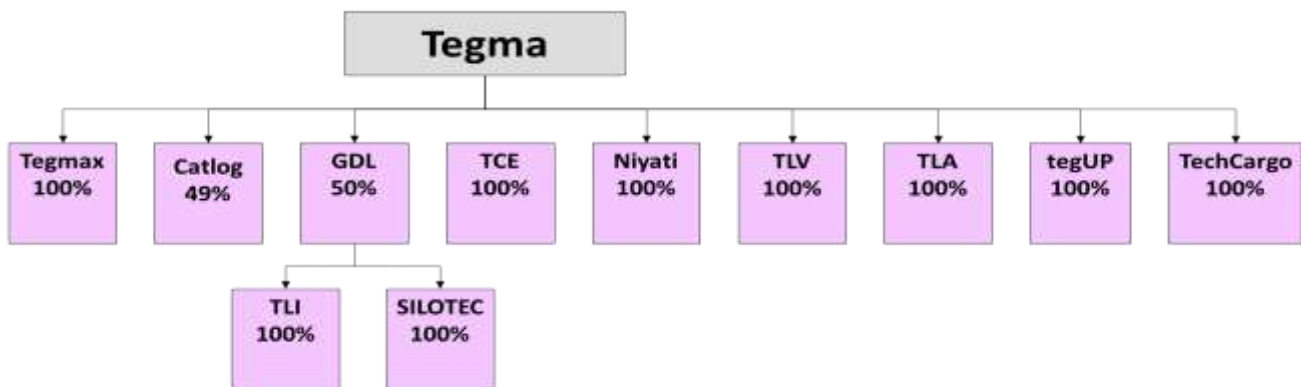 Tegma
Tegmax
100%
Catlog
49%
GDL
50%
TCE
100%
Niyati
100%
TLV
100%
TLA
100%
tegUP
100%
TechCargo
100%
TLI
100%
SILOTEC
100%